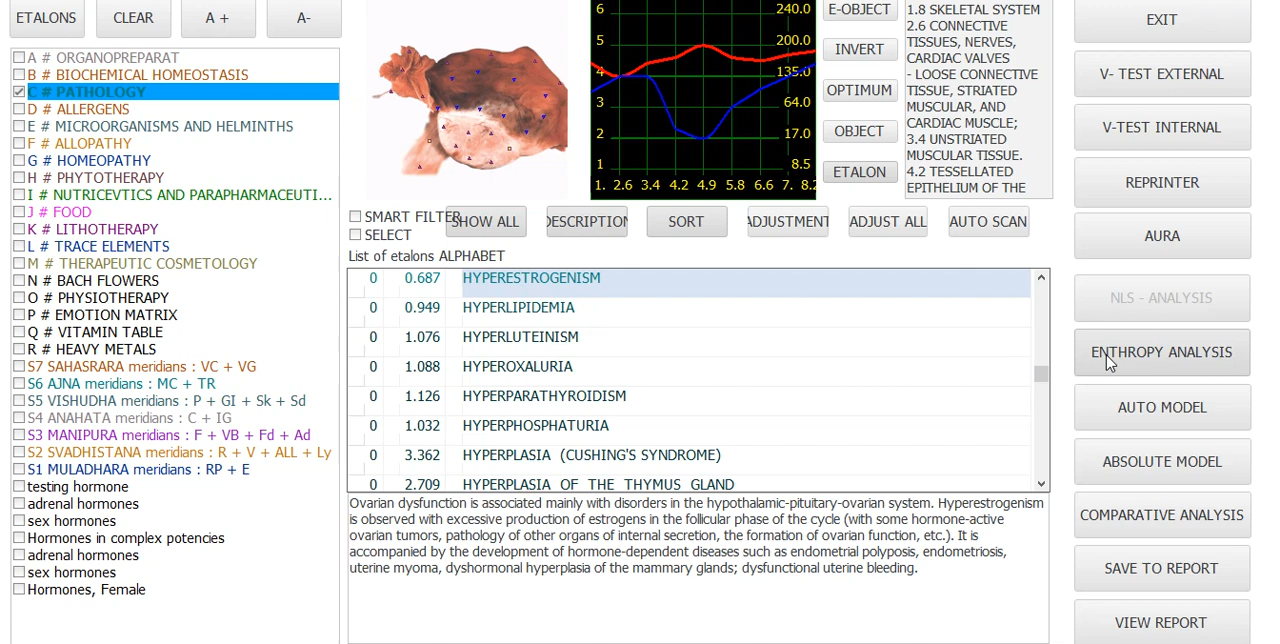 ETALONS
CLEAR
A +
A-
A # ORGANOPREPARAT
B # BIOCHEMICAL HOMEOSTASIS
C # PATHOLOGY
D # ALLERGENS
E # MICROORGANISMS AND HELMINTHS
F # ALLOPATHY
G # HOMEOPATHY
H # PHYTOTHERAPY
I # NUTRICEVTICS AND PARAPHARMACEUTI...
J # FOOD
K # LITHOTHERAPY
L # TRACE ELEMENTS
M # THERAPEUTIC COSMETOLOGY
N # BACH FLOWERS
O # PHYSIOTHERAPY
P # EMOTION MATRIX
Q # VITAMIN TABLE
R # HEAVY METALS
S7 SAHASRARA meridians : VC + VG
S6 AJNA meridians : MC + TR
S5 VISHUDHA meridians : P + GI + Sk + Sd
S4 ANAHATA meridians : C + IG
S3 MANIPURA meridians : F + VB + Fd + Ad
S2 SVADHISTANA meridians : R + V + ALL + Ly
S1 MULADHARA meridians : RP + E
testing hormone
adrenal hormones
sex hormones
Hormones in complex potencies
adrenal hormones
sex hormones
Hormones, Female
6 240.0
5 200.0
4 135.0
3 64.0
2 17.0
1 8.5
1. 2.6 3.4 4.2 4.9 5.8 6.6 7. 8.2
E-OBJECT
INVERT
OPTIMUM
OBJECT
ETALON
1.8 SKELETAL SYSTEM
2.6 CONNECTIVE
TISSUES, NERVES,
CARDIAC VALVES
- LOOSE CONNECTIVE
TISSUE, STRIATED
MUSCULAR, AND
CARDIAC MUSCLE;
3.4 UNSTRIATED
MUSCULAR TISSUE.
4.2 TESSELLATED
EPITHELIUM OF THE
SMART FILTER
SELECT
SHOW ALL
DESCRIPTION
SORT
ADJUSTMENT
ADJUST ALL
AUTO SCAN
List of etalons ALPHABET
0 0.687 HYPERESTROGENISM
0 0.949 HYPERLIPIDEMIA
0 1.076 HYPERLUTEINISM
0 1.088 HYPEROXALURIA
0 1.126 HYPERPARATHYROIDISM
0 1.032 HYPERPHOSPHATURIA
0 3.362 HYPERPLASIA (CUSHING'S SYNDROME)
0 2.709 HYPERPLASIA OF THE THYMUS GLAND
Ovarian dysfunction is associated mainly with disorders in the hypothalamic-pituitary-ovarian system. Hyperestrogenism
is observed with excessive production of estrogens in the follicular phase of the cycle (with some hormone-active
ovarian tumors, pathology of other organs of internal secretion, the formation of ovarian function, etc.). It is
accompanied by the development of hormone-dependent diseases such as endometrial polyposis, endometriosis,
uterine myoma, dyshormonal hyperplasia of the mammary glands; dysfunctional uterine bleeding.
EXIT
V- TEST EXTERNAL
V-TEST INTERNAL
REPRINTER
AURA
NLS - ANALYSIS
ENTHROPY ANALYSIS
AUTO MODEL
ABSOLUTE MODEL
COMPARATIVE ANALYSIS
SAVE TO REPORT
VIEW REPORT